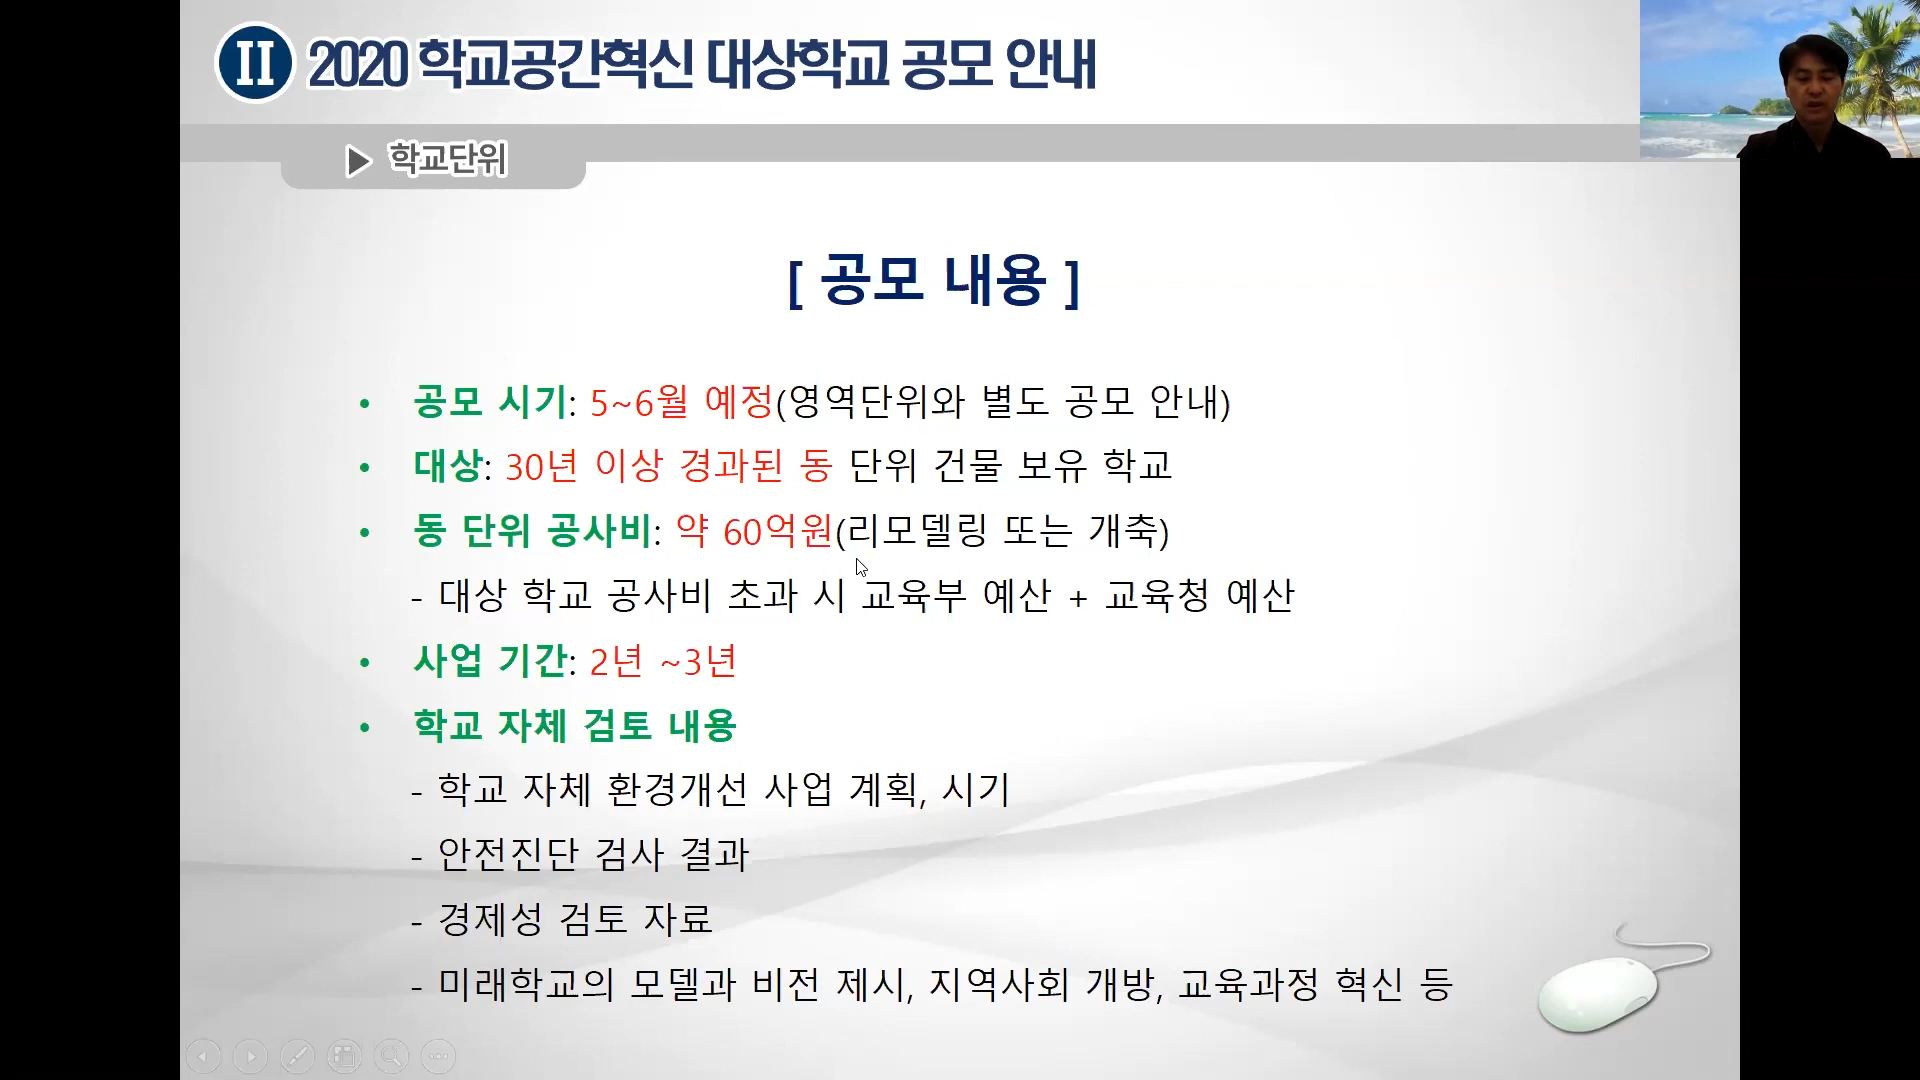 II 2020 학교공간혁신 대상학교 공모 안내
▶ 학교단위
[ 공모 내용 ]
• 공모 시기: 5~6월 예정(영역단위와 별도 공모 안내)
• 대상: 30년 이상 경과된 동 단위 건물 보유 학교
• 동 단위 공사비: 약 60억원(리모델링 또는 개축)
- 대상 학교 공사비 초과 시 교육부 예산 + 교육청 예산
• 사업 기간: 2년 ~3년
• 학교 자체 검토 내용
- 학교 자체 환경개선 사업 계획, 시기
- 안전진단 검사 결과
- 경제성 검토 자료
- 미래학교의 모델과 비전 제시, 지역사회 개방, 교육과정 혁신 등